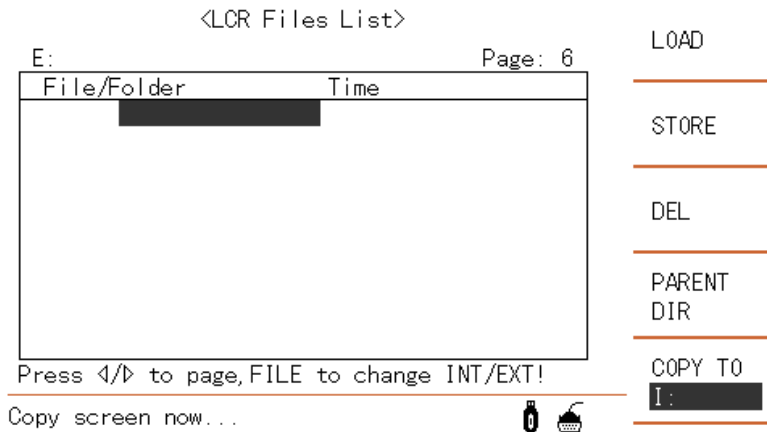 <LCR Files List>
E: Page: 6
File/Folder Time
Press ◁/▷ to page,FILE to change INT/EXT!
Copy screen now...
LOAD
STORE
DEL
PARENT
DIR
COPY TO
I: